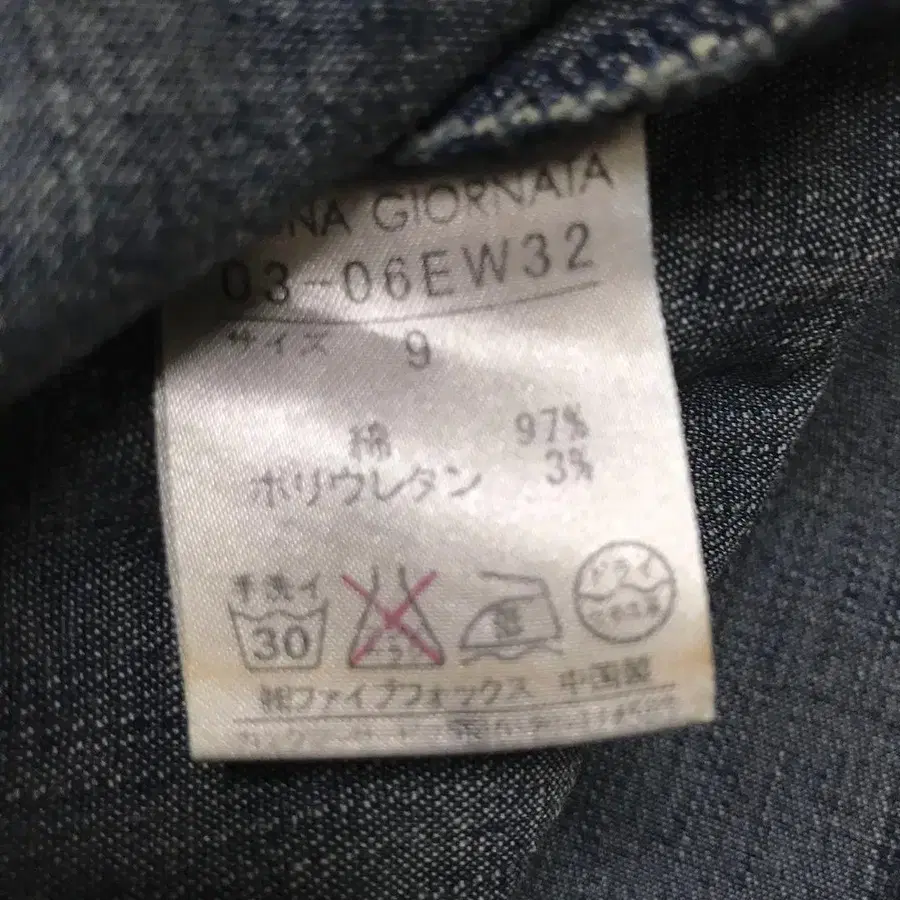 NA GIORNATA
03-06EW32
サイズ 9
綿 97%
ポリウレタン 3%
手洗イ
30
中
ドライ
㈱ファイブフォックス 中国製